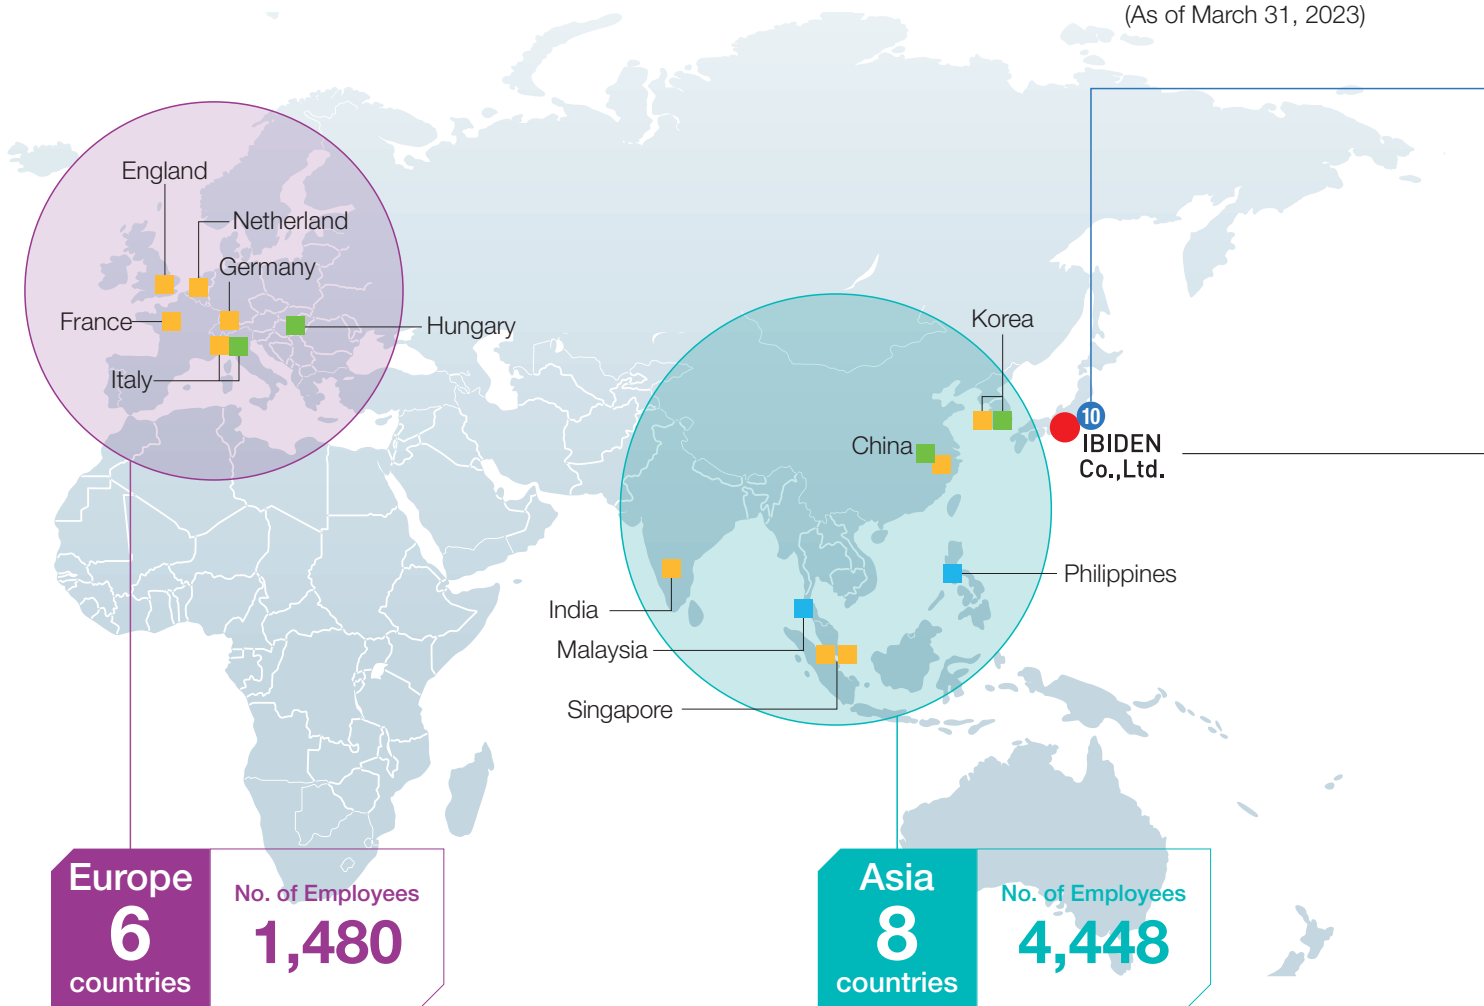 (As of March 31, 2023)
England
Netherland
Germany
France
Hungary
Italy
Korea
10
China
IBIDEN
Co.,Ltd.
Philippines
India
Malaysia
Singapore
Europe
6
countries
No. of Employees
1,480
Asia
8
countries
No. of Employees
4,448